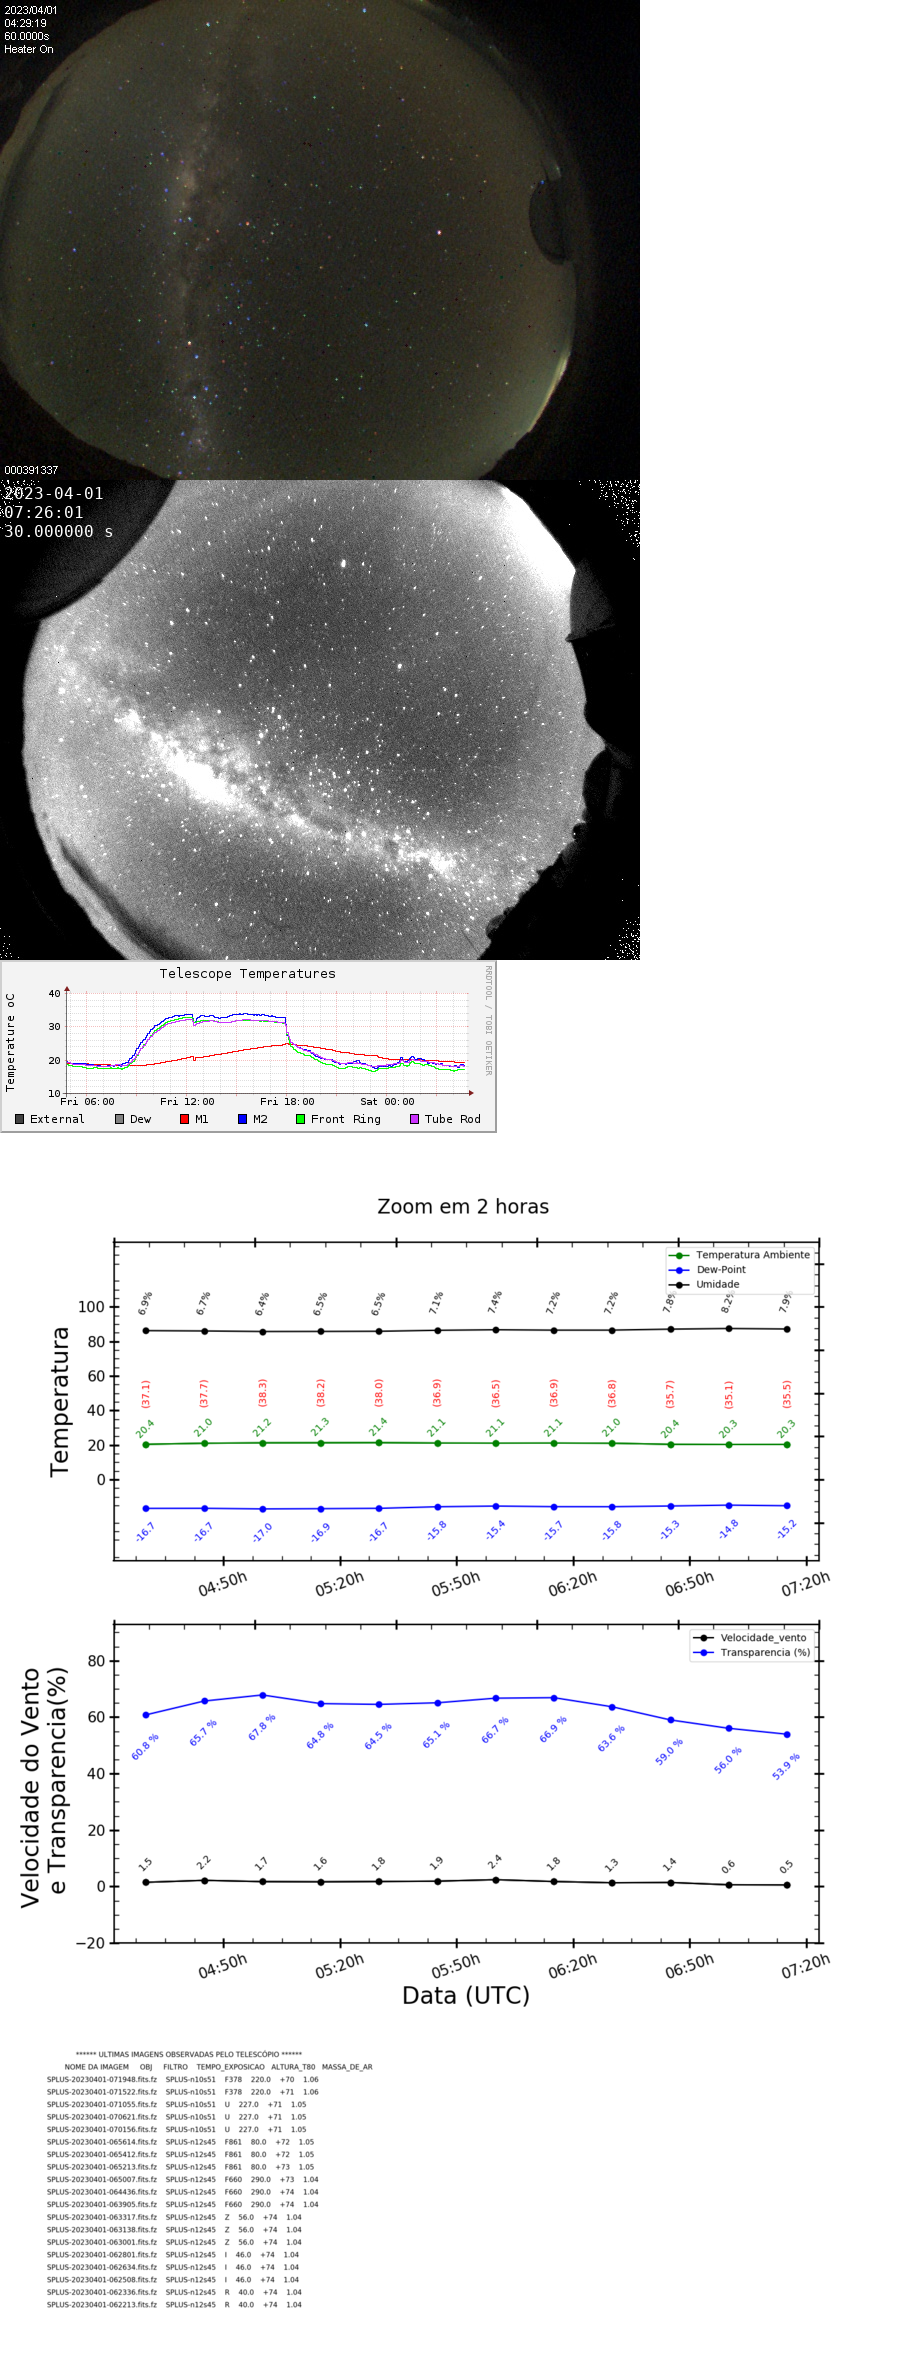 2023/04/01
04:29:19
60.0000s
Heater On
000391337
2023-04-01
07:26:01
30.000000 s
Telescope Temperatures
RRDTOOL / TOBI OETIKER
Temperature oC
40
30
20
10
Fri 06:00 Fri 12:00 Fri 18:00 Sat 00:00
External Dew M1 M2 Front Ring Tube Rod
Zoom em 2 horas
Temperatura Ambiente
Dew-Point
Umidade
Temperatura
100
80
60
40
20
0
6.9% 6.7% 6.4% 6.5% 6.5% 7.1% 7.4% 7.2% 7.2% 7.8% 8.2% 7.9%
(37.1) (37.7) (38.3) (38.2) (38.0) (36.9) (36.5) (36.9) (36.8) (35.7) (35.1) (35.5)
20.4 21.0 21.2 21.3 21.4 21.1 21.1 21.1 21.0 20.4 20.3 20.3
-16.7 -16.7 -17.0 -16.9 -16.7 -15.8 -15.4 -15.7 -15.8 -15.3 -14.8 -15.2
04:50h 05:20h 05:50h 06:20h 06:50h 07:20h
Velocidade_vento
Transparencia (%)
Velocidade do Vento
e Transparencia(%)
80
60
40
20
0
−20
60.8 % 65.7 % 67.8 % 64.8 % 64.5 % 65.1 % 66.7 % 66.9 % 63.6 % 59.0 % 56.0 % 53.9 %
1.5 2.2 1.7 1.6 1.8 1.9 2.4 1.8 1.3 1.4 0.6 0.5
04:50h 05:20h 05:50h 06:20h 06:50h 07:20h
Data (UTC)
****** ULTIMAS IMAGENS OBSERVADAS PELO TELESCÓPIO ******
NOME DA IMAGEM OBJ FILTRO TEMPO_EXPOSICAO ALTURA_T80 MASSA_DE_AR
SPLUS-20230401-071948.fits.fz SPLUS-n10s51 F378 220.0 +70 1.06
SPLUS-20230401-071522.fits.fz SPLUS-n10s51 F378 220.0 +71 1.06
SPLUS-20230401-071055.fits.fz SPLUS-n10s51 U 227.0 +71 1.05
SPLUS-20230401-070621.fits.fz SPLUS-n10s51 U 227.0 +71 1.05
SPLUS-20230401-070156.fits.fz SPLUS-n10s51 U 227.0 +71 1.05
SPLUS-20230401-065614.fits.fz SPLUS-n12s45 F861 80.0 +72 1.05
SPLUS-20230401-065412.fits.fz SPLUS-n12s45 F861 80.0 +72 1.05
SPLUS-20230401-065213.fits.fz SPLUS-n12s45 F861 80.0 +73 1.05
SPLUS-20230401-065007.fits.fz SPLUS-n12s45 F660 290.0 +73 1.04
SPLUS-20230401-064436.fits.fz SPLUS-n12s45 F660 290.0 +74 1.04
SPLUS-20230401-063905.fits.fz SPLUS-n12s45 F660 290.0 +74 1.04
SPLUS-20230401-063317.fits.fz SPLUS-n12s45 Z 56.0 +74 1.04
SPLUS-20230401-063138.fits.fz SPLUS-n12s45 Z 56.0 +74 1.04
SPLUS-20230401-063001.fits.fz SPLUS-n12s45 Z 56.0 +74 1.04
SPLUS-20230401-062801.fits.fz SPLUS-n12s45 I 46.0 +74 1.04
SPLUS-20230401-062634.fits.fz SPLUS-n12s45 I 46.0 +74 1.04
SPLUS-20230401-062508.fits.fz SPLUS-n12s45 I 46.0 +74 1.04
SPLUS-20230401-062336.fits.fz SPLUS-n12s45 R 40.0 +74 1.04
SPLUS-20230401-062213.fits.fz SPLUS-n12s45 R 40.0 +74 1.04